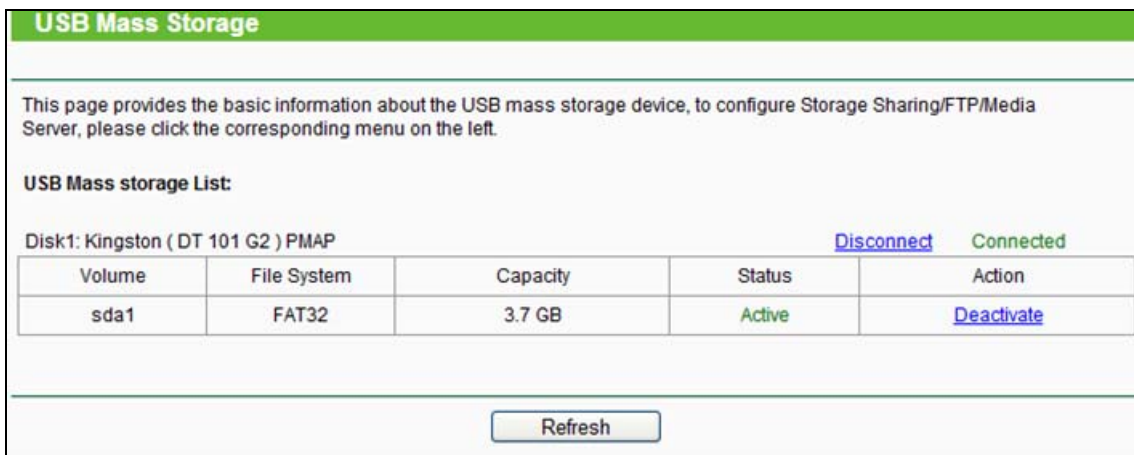 USB Mass Storage
This page provides the basic information about the USB mass storage device, to configure Storage Sharing/FTP/Media
Server, please click the corresponding menu on the left.
USB Mass storage List:
Disk1: Kingston ( DT 101 G2 ) PMAP Disconnect Connected
Volume File System Capacity Status Action
sda1 FAT32 3.7 GB Active Deactivate
Refresh